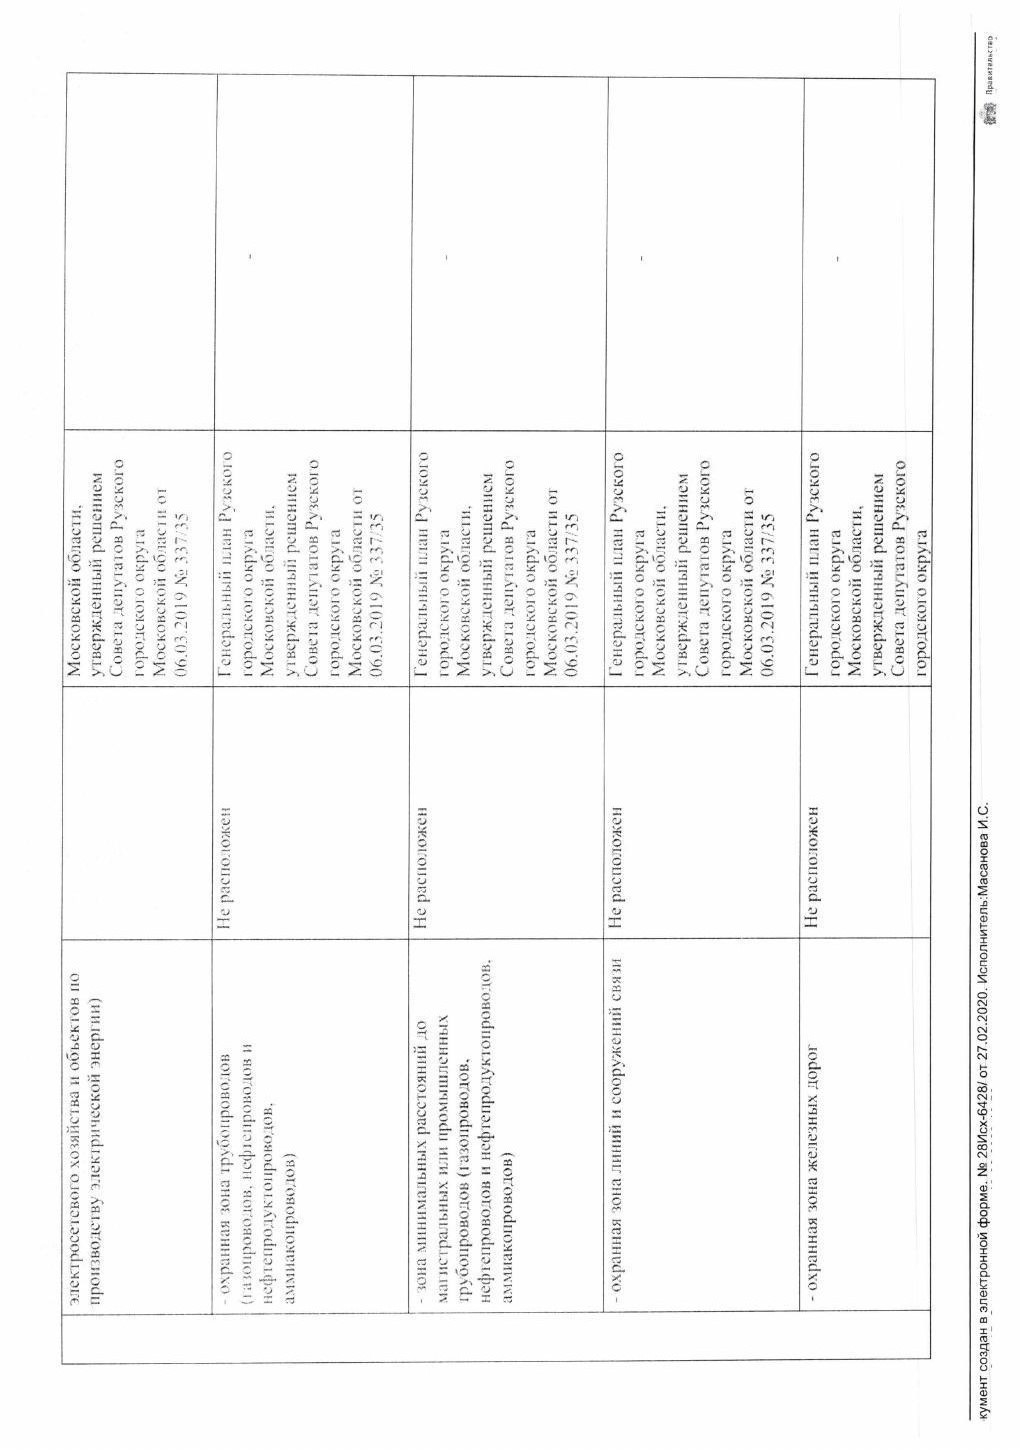 электросетевого хозяйства и объектов по
производству электрической энергии)
Московской области,
утвержденный решением
Совета депутатов Рузского
городского округа
Московской области от
06.03.2019 № 337/35
- охранная зона трубопроводов
(газопроводов, нефтепроводов и
нефтепродуктопроводов,
аммиакопроводов)
Не расположен
Генеральный план Рузского
городского округа
Московской области,
утвержденный решением
Совета депутатов Рузского
городского округа
Московской области от
06.03.2019 № 337/35
-
- зона минимальных расстояний до
магистральных или промышленных
трубопроводов (газопроводов,
нефтепроводов и нефтепродуктопроводов,
аммиакопроводов)
Не расположен
Генеральный план Рузского
городского округа
Московской области,
утвержденный решением
Совета депутатов Рузского
городского округа
Московской области от
06.03.2019 № 337/35
-
- охранная зона линий и сооружений связи
Не расположен
Генеральный план Рузского
городского округа
Московской области,
утвержденный решением
Совета депутатов Рузского
городского округа
Московской области от
06.03.2019 № 337/35
-
- охранная зона железных дорог
Не расположен
Генеральный план Рузского
городского округа
Московской области,
утвержденный решением
Совета депутатов Рузского
городского округа
-
кумент создан в электронной форме. № 28Исх-6428/ от 27.02.2020. Исполнитель:Масанова И.С.
Правительство